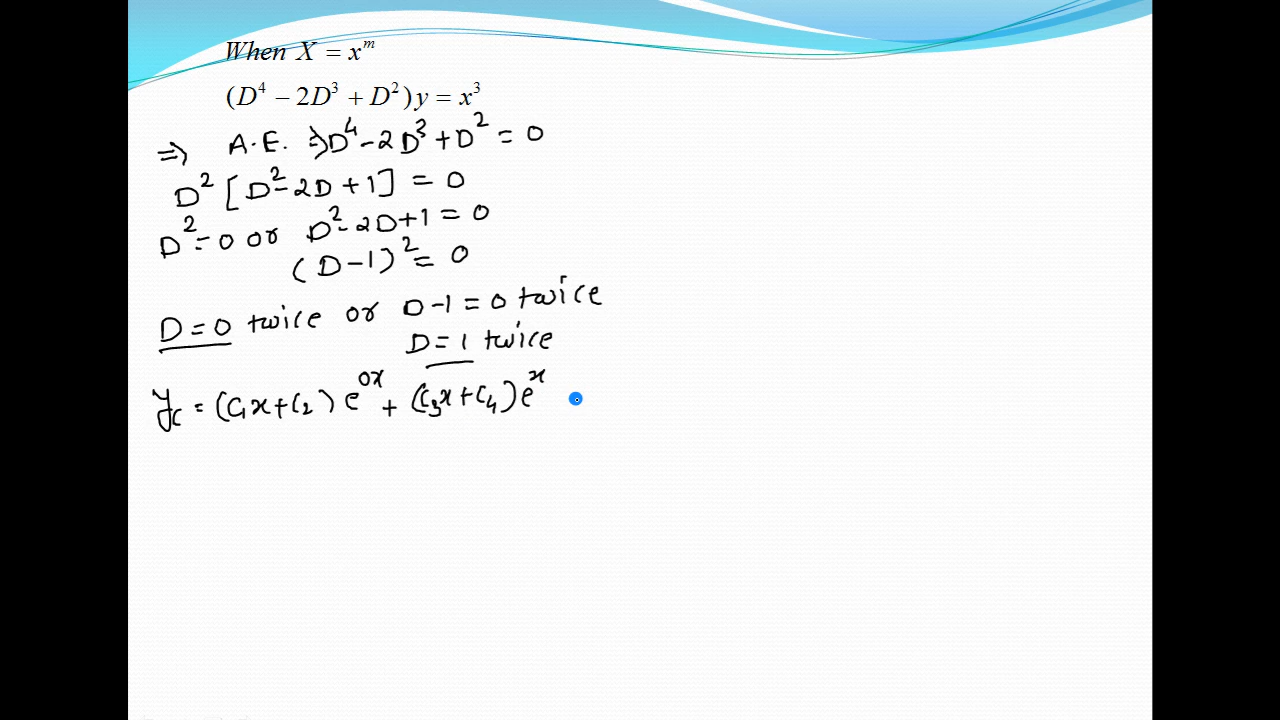 When X = x^m
(D^4 − 2D^3 + D^2)y = x^3
⇒ A.E. ⇒ D^4 − 2D^3 + D^2 = 0
D^2 [D^2 − 2D + 1] = 0
D^2 = 0 or D^2 − 2D + 1 = 0
(D − 1)^2 = 0
D = 0 twice or D − 1 = 0 twice
D = 1 twice
y_c = (C_1x + C_2) e^{0x} + (C_3x + C_4) e^x